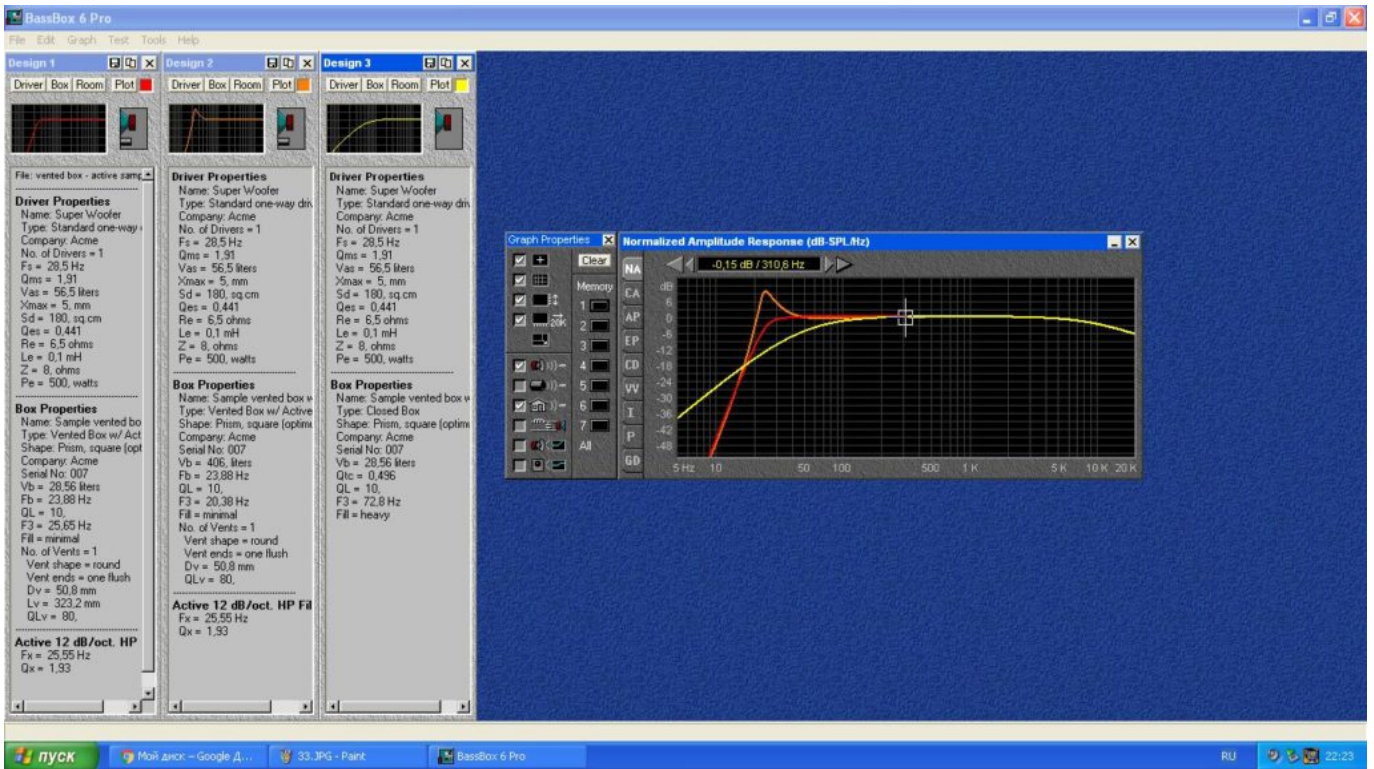 BassBox 6 Pro
File Edit Graph Test Tools Help
Design 1
Driver Box Room Plot
File: vented box - active samp
Driver Properties
Name: Super Woofer
Type: Standard one-way
Company: Acme
No. of Drivers = 1
Fs = 28,5 Hz
Qms = 1,91
Vas = 56,5 liters
Xmax = 5, mm
Sd = 180, sq.cm
Qes = 0,441
Re = 6,5 ohms
Le = 0,1 mH
Z = 8, ohms
Pe = 500, watts
Box Properties
Name: Sample vented bo
Type: Vented Box w/ Act
Shape: Prism, square (opt
Company: Acme
Serial No: 007
Vb = 28,56 liters
Fb = 23,88 Hz
QL = 10,
F3 = 25,65 Hz
Fill = minimal
No. of Vents = 1
Vent shape = round
Vent ends = one flush
Dv = 50,8 mm
Lv = 323,2 mm
QLv = 80,
Active 12 dB/oct. HP
Fx = 25,55 Hz
Qx = 1,93
Design 2
Driver Box Room Plot
Driver Properties
Name: Super Woofer
Type: Standard one-way driv
Company: Acme
No. of Drivers = 1
Fs = 28,5 Hz
Qms = 1,91
Vas = 56,5 liters
Xmax = 5, mm
Sd = 180, sq.cm
Qes = 0,441
Re = 6,5 ohms
Le = 0,1 mH
Z = 8, ohms
Pe = 500, watts
Box Properties
Name: Sample vented box w
Type: Vented Box w/ Active
Shape: Prism, square (optimu
Company: Acme
Serial No: 007
Vb = 406, liters
Fb = 23,88 Hz
QL = 10,
F3 = 20,38 Hz
Fill = minimal
No. of Vents = 1
Vent shape = round
Vent ends = one flush
Dv = 50,8 mm
QLv = 80,
Active 12 dB/oct. HP Fil
Fx = 25,55 Hz
Qx = 1,93
Design 3
Driver Box Room Plot
Driver Properties
Name: Super Woofer
Type: Standard one-way driv
Company: Acme
No. of Drivers = 1
Fs = 28,5 Hz
Qms = 1,91
Vas = 56,5 liters
Xmax = 5, mm
Sd = 180, sq.cm
Qes = 0,441
Re = 6,5 ohms
Le = 0,1 mH
Z = 8, ohms
Pe = 500, watts
Box Properties
Name: Sample vented box w
Type: Closed Box
Shape: Prism, square (optimu
Company: Acme
Serial No: 007
Vb = 28,56 liters
Qtc = 0,496
QL = 10,
F3 = 72,8 Hz
Fill = heavy
Graph Properties
Clear
Memory
20K
1
2
3
4
5
6
7
All
Normalized Amplitude Response (dB-SPL/Hz)
-0,15 dB / 310,6 Hz
NA
CA
AP
EP
CD
VV
I
P
GD
dB
6
0
-6
-12
-18
-24
-30
-36
-42
-48
5 Hz 10 50 100 500 1 K 5 K 10 K 20 K
пуск
Мой диск – Google Д...
33.JPG - Paint
BassBox 6 Pro
RU
22:23